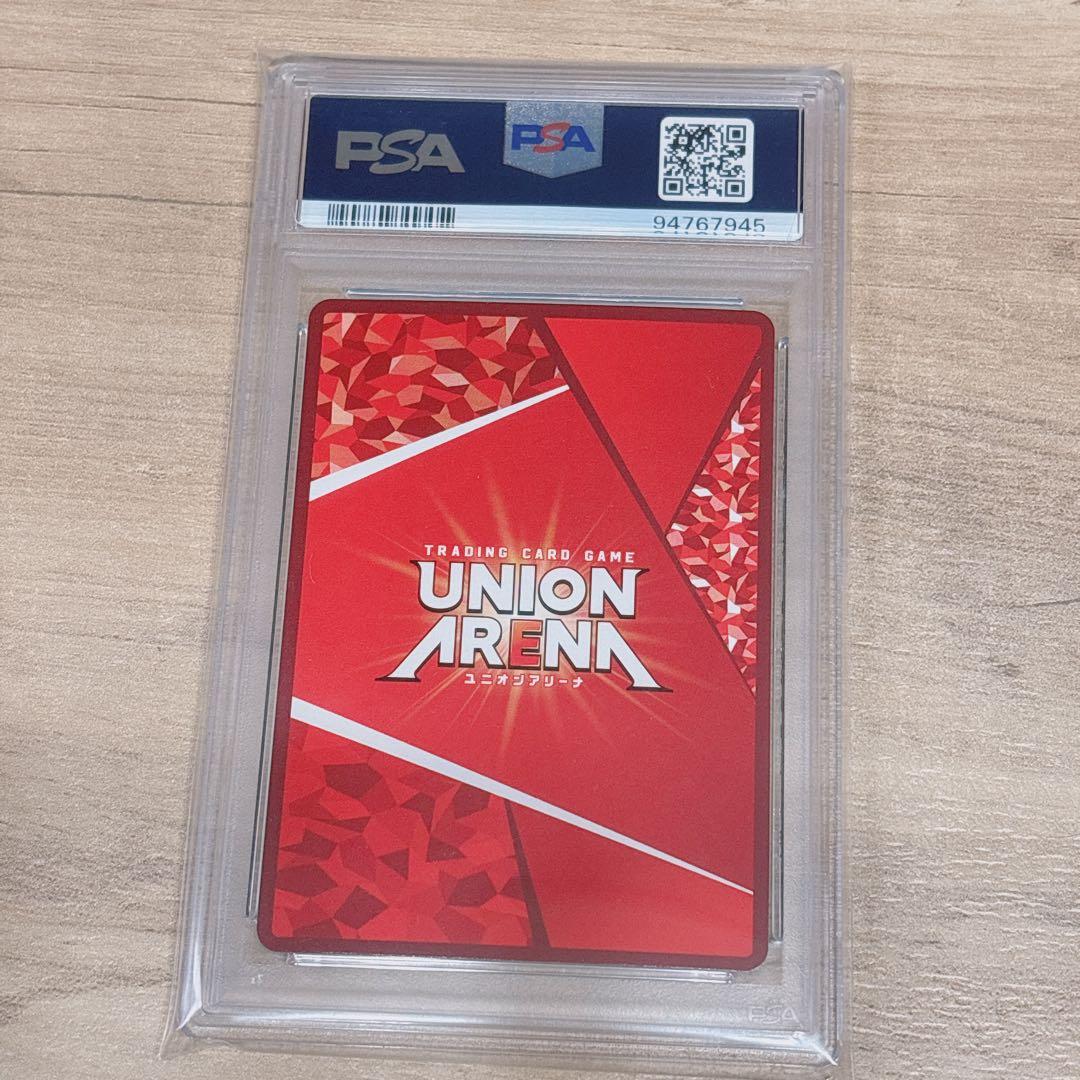 PSA
PSA
94767945
TRADING CARD GAME
UNION
ARENA
ユニオンアリーナ
PSA